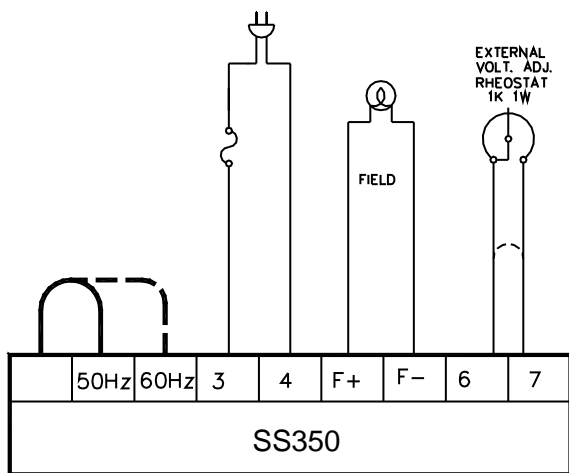 EXTERNAL
VOLT. ADJ.
RHEOSTAT
1K 1W
FIELD
50Hz 60Hz 3 4 F+ F- 6 7
SS350